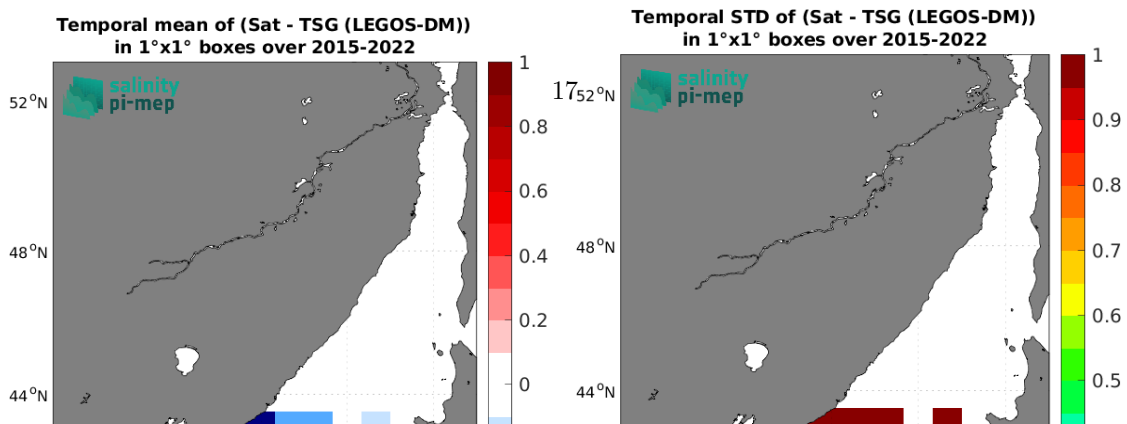 Temporal mean of (Sat - TSG (LEGOS-DM))
in 1°x1° boxes over 2015-2022
Temporal STD of (Sat - TSG (LEGOS-DM))
in 1°x1° boxes over 2015-2022
salinity
pi-mep
52°N
48°N
44°N
1
0.8
0.6
0.4
0.2
0
17
salinity
pi-mep
52°N
48°N
44°N
1
0.9
0.8
0.7
0.6
0.5